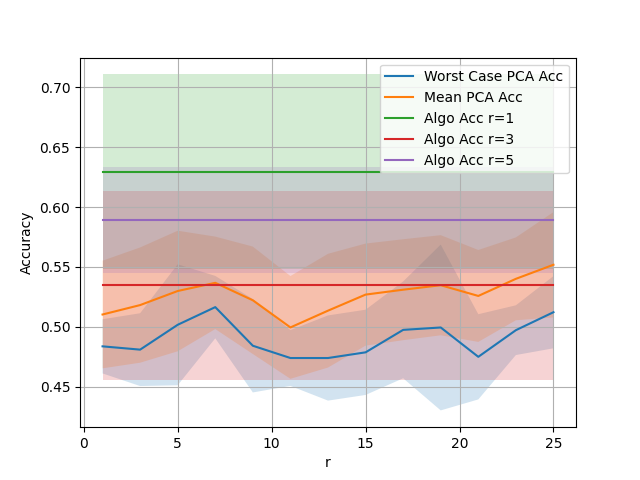 Worst Case PCA Acc
Mean PCA Acc
Algo Acc r=1
Algo Acc r=3
Algo Acc r=5
Accuracy
0.70
0.65
0.60
0.55
0.50
0.45
0 5 10 15 20 25
r